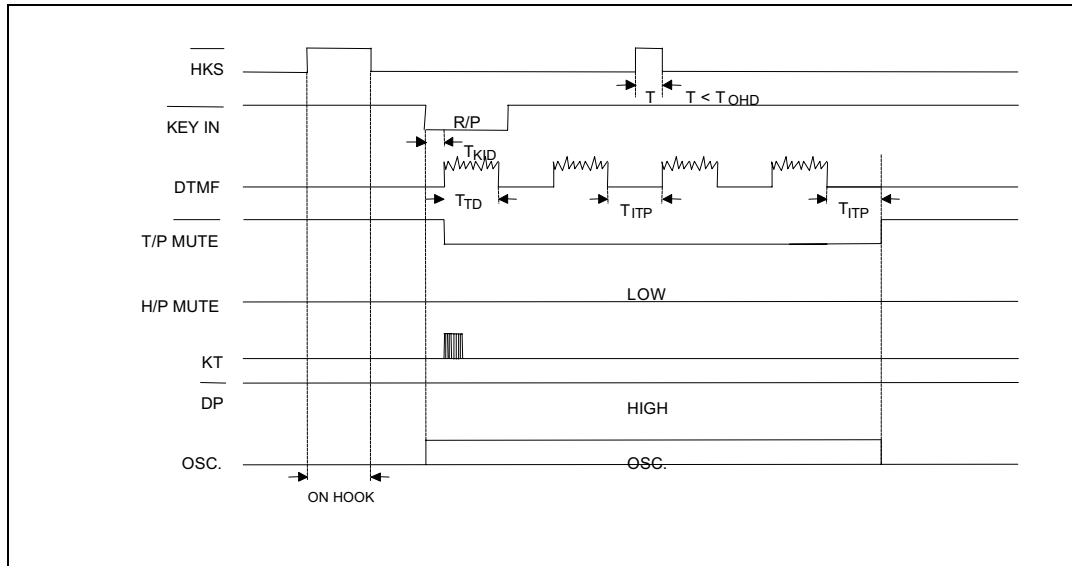 HKS
T T < TOHD
KEY IN
R/P
TKID
DTMF
TTD
TITP
TITP
T/P MUTE
LOW
H/P MUTE
KT
DP
HIGH
OSC.
OSC.
ON HOOK